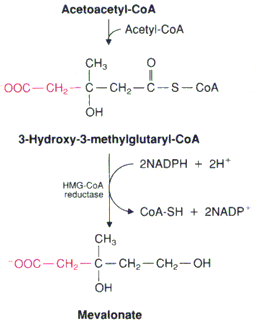 Acetoacetyl-CoA
Acetyl-CoA
CH₃ O
OOC—CH₂—C—CH₂—C—S—CoA
OH
3-Hydroxy-3-methylglutaryl-CoA
2NADPH + 2H⁺
HMG-CoA
reductase
CoA-SH + 2NADP⁺
CH₃
⁻OOC—CH₂—C—CH₂—CH₂—OH
OH
Mevalonate